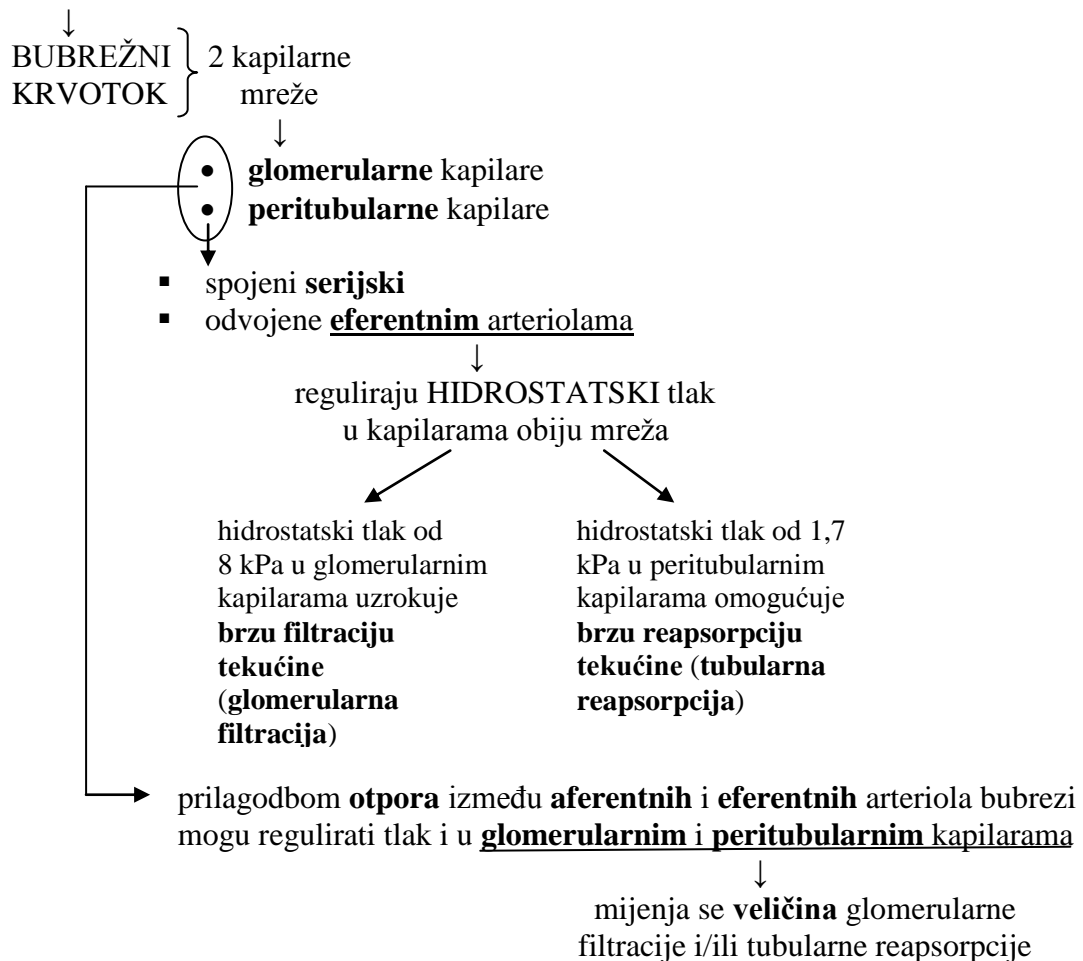 ↓
BUBREŽNI
KRVOTOK
2 kapilarne
mreže
↓
• glomerularne kapilare
• peritubularne kapilare
▪ spojeni serijski
▪ odvojene eferentnim arteriolama
↓
reguliraju HIDROSTATSKI tlak
u kapilarama obiju mreža
hidrostatski tlak od
8 kPa u glomerularnim
kapilarama uzrokuje
brzu filtraciju
tekućine
(glomerularna
filtracija)
hidrostatski tlak od 1,7
kPa u peritubularnim
kapilarama omogućuje
brzu reapsorpciju
tekućine (tubularna
reapsorpcija)
prilagodbom otpora između aferentnih i eferentnih arteriola bubrezi
mogu regulirati tlak i u glomerularnim i peritubularnim kapilarama
↓
mijenja se veličina glomerularne
filtracije i/ili tubularne reapsorpcije